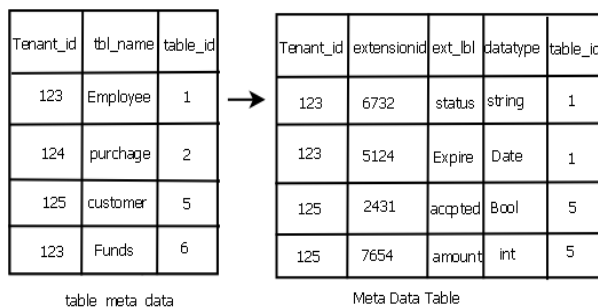 Tenant_id tbl_name table_id
123 Employee 1
124 purchage 2
125 customer 5
123 Funds 6
table meta data
Tenant_id extensionid ext_lbl datatype table_id
123 6732 status string 1
123 5124 Expire Date 1
125 2431 accpted Bool 5
125 7654 amount int 5
Meta Data Table